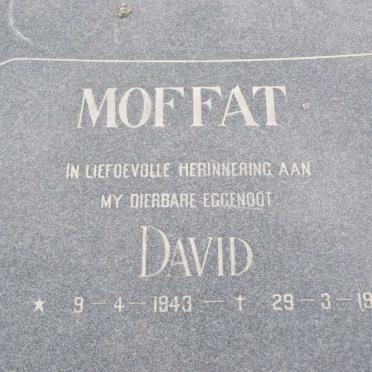 MOFFAT
IN LIEFDEVOLLE HERINNERING AAN
MY DIERBARE EGGENOOT
DAVID
★ 9-4-1943-† 29-3-19